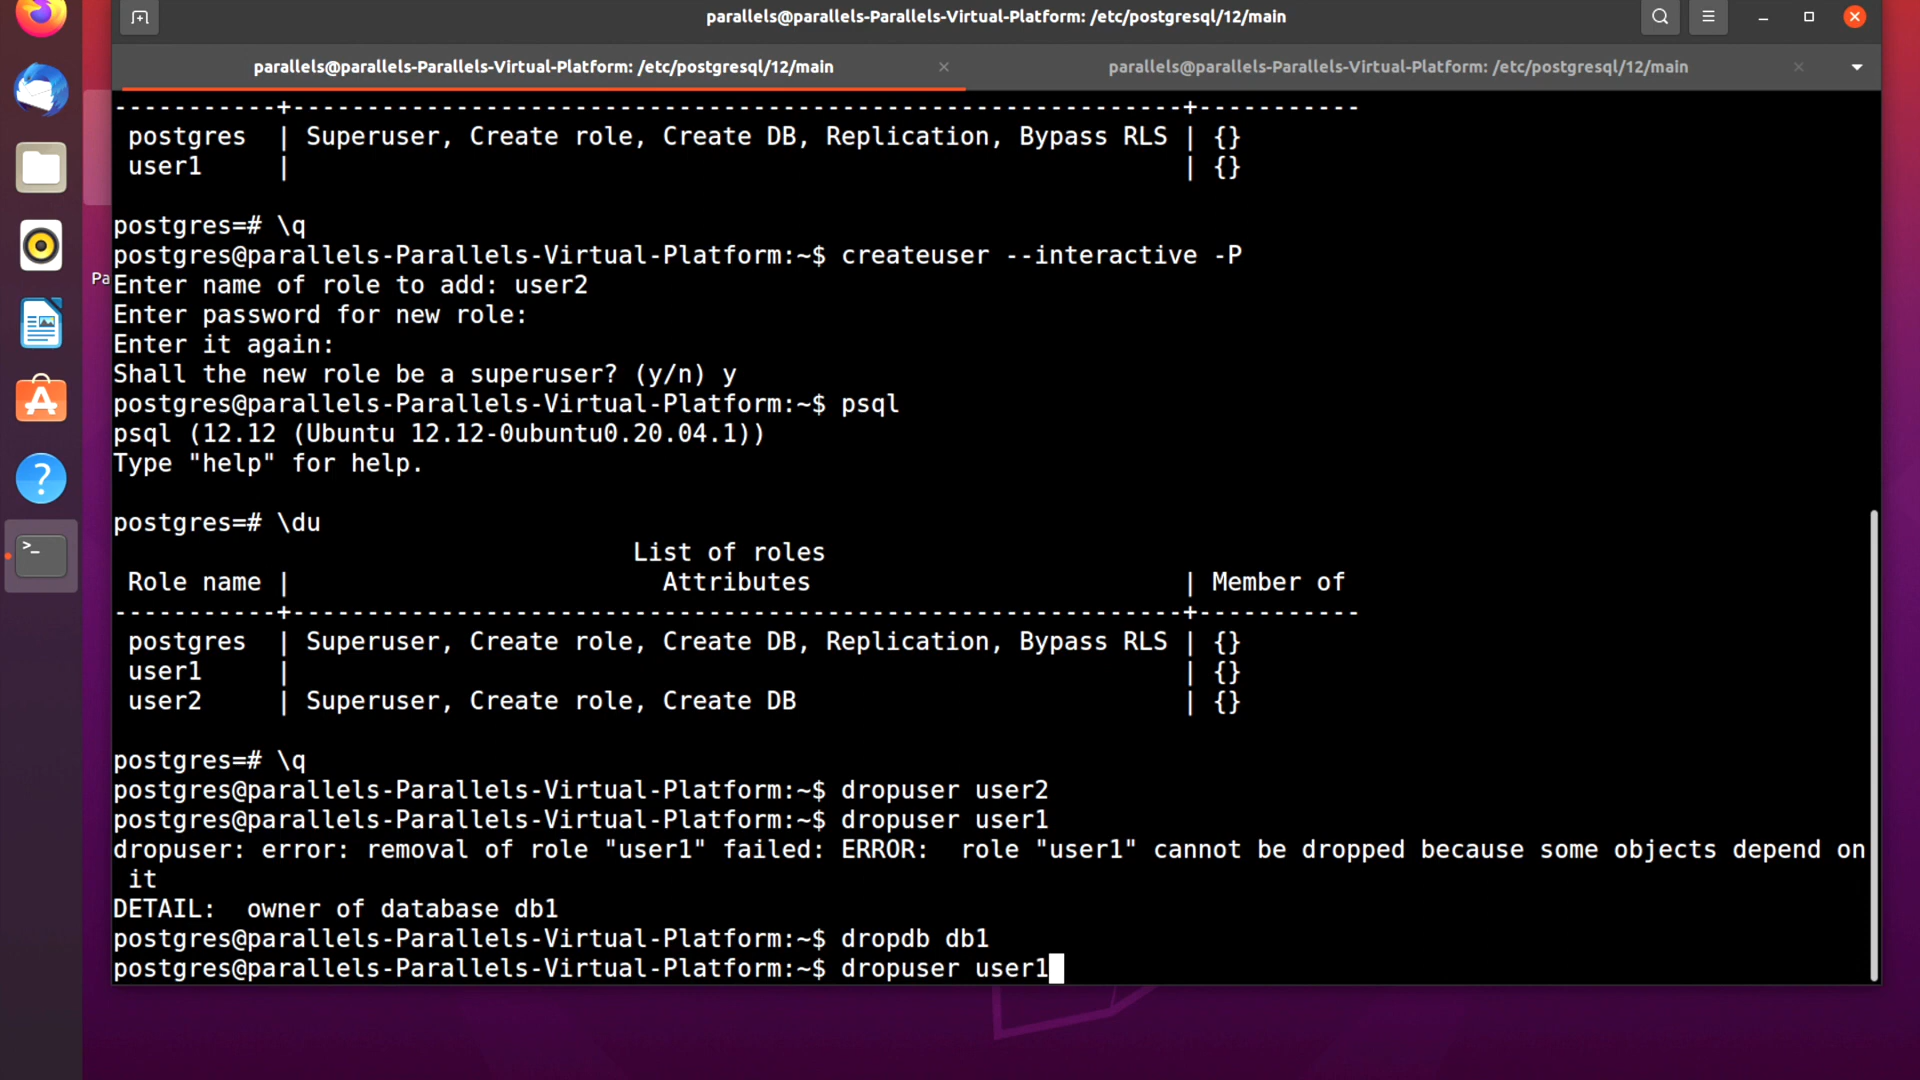 parallels@parallels-Parallels-Virtual-Platform: /etc/postgresql/12/main
parallels@parallels-Parallels-Virtual-Platform: /etc/postgresql/12/main
parallels@parallels-Parallels-Virtual-Platform: /etc/postgresql/12/main
-----------+------------------------------------------------------------+-----------
postgres | Superuser, Create role, Create DB, Replication, Bypass RLS | {}
user1 | | {}
postgres=# \q
postgres@parallels-Parallels-Virtual-Platform:~$ createuser --interactive -P
Pa
Enter name of role to add: user2
Enter password for new role:
Enter it again:
Shall the new role be a superuser? (y/n) y
postgres@parallels-Parallels-Virtual-Platform:~$ psql
psql (12.12 (Ubuntu 12.12-0ubuntu0.20.04.1))
Type "help" for help.
postgres=# \du
List of roles
Role name | Attributes | Member of
-----------+------------------------------------------------------------+-----------
postgres | Superuser, Create role, Create DB, Replication, Bypass RLS | {}
user1 | | {}
user2 | Superuser, Create role, Create DB | {}
postgres=# \q
postgres@parallels-Parallels-Virtual-Platform:~$ dropuser user2
postgres@parallels-Parallels-Virtual-Platform:~$ dropuser user1
dropuser: error: removal of role "user1" failed: ERROR:  role "user1" cannot be dropped because some objects depend on
it
DETAIL:  owner of database db1
postgres@parallels-Parallels-Virtual-Platform:~$ dropdb db1
postgres@parallels-Parallels-Virtual-Platform:~$ dropuser user1